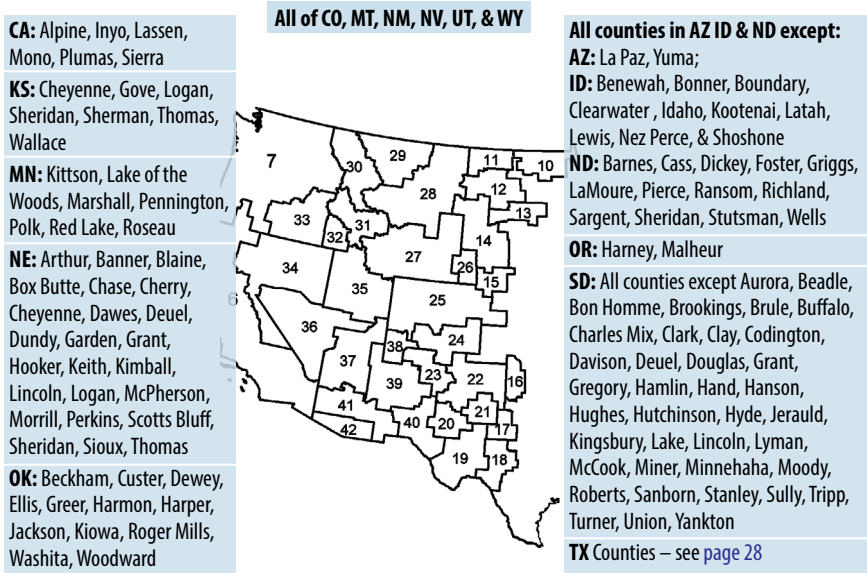 All of CO, MT, NM, NV, UT, & WY
CA: Alpine, Inyo, Lassen,
Mono, Plumas, Sierra
KS: Cheyenne, Gove, Logan,
Sheridan, Sherman, Thomas,
Wallace
MN: Kittson, Lake of the
Woods, Marshall, Pennington,
Polk, Red Lake, Roseau
NE: Arthur, Banner, Blaine,
Box Butte, Chase, Cherry,
Cheyenne, Dawes, Deuel,
Dundy, Garden, Grant,
Hooker, Keith, Kimball,
Lincoln, Logan, McPherson,
Morrill, Perkins, Scotts Bluff,
Sheridan, Sioux, Thomas
OK: Beckham, Custer, Dewey,
Ellis, Greer, Harmon, Harper,
Jackson, Kiowa, Roger Mills,
Washita, Woodward
7
30
29
11
10
28
12
13
33
32
31
14
27
26
15
34
35
25
6
36
38
24
37
39
23
22
16
41
21
42
40
20
17
19
18
All counties in AZ ID & ND except:
AZ: La Paz, Yuma;
ID: Benewah, Bonner, Boundary,
Clearwater , Idaho, Kootenai, Latah,
Lewis, Nez Perce, & Shoshone
ND: Barnes, Cass, Dickey, Foster, Griggs,
LaMoure, Pierce, Ransom, Richland,
Sargent, Sheridan, Stutsman, Wells
OR: Harney, Malheur
SD: All counties except Aurora, Beadle,
Bon Homme, Brookings, Brule, Buffalo,
Charles Mix, Clark, Clay, Codington,
Davison, Deuel, Douglas, Grant,
Gregory, Hamlin, Hand, Hanson,
Hughes, Hutchinson, Hyde, Jerauld,
Kingsbury, Lake, Lincoln, Lyman,
McCook, Miner, Minnehaha, Moody,
Roberts, Sanborn, Stanley, Sully, Tripp,
Turner, Union, Yankton
TX Counties – see page 28